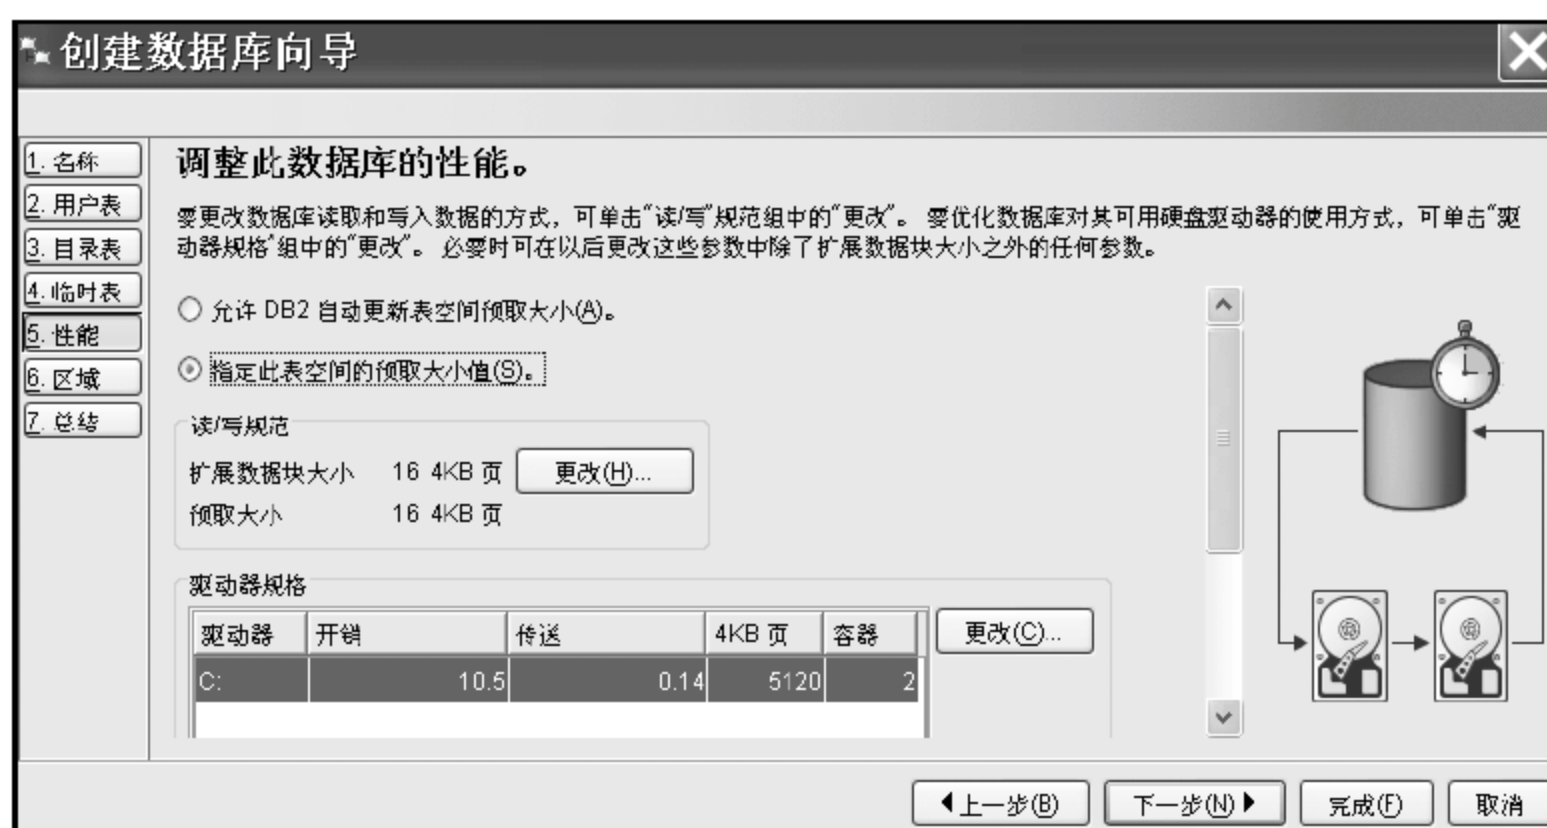 创建数据库向导
1. 名称
2. 用户表
3. 目录表
4. 临时表
5. 性能
6. 区域
7. 总结
调整此数据库的性能。
要更改数据库读取和写入数据的方式，可单击“读/写”规范组中的“更改”。 要优化数据库对其可用硬盘驱动器的使用方式，可单击“驱
动器规格”组中的“更改”。 必要时可在以后更改这些参数中除了扩展数据块大小之外的任何参数。
允许 DB2 自动更新表空间预取大小(A)。
指定此表空间的预取大小值(S)。
读/写规范
扩展数据块大小 16 4KB 页 更改(H)...
预取大小 16 4KB 页
驱动器规格
驱动器 开销 传送 4KB 页 容器 更改(C)...
C: 10.5 0.14 5120 2
上一步(B) 下一步(N) 完成(F) 取消